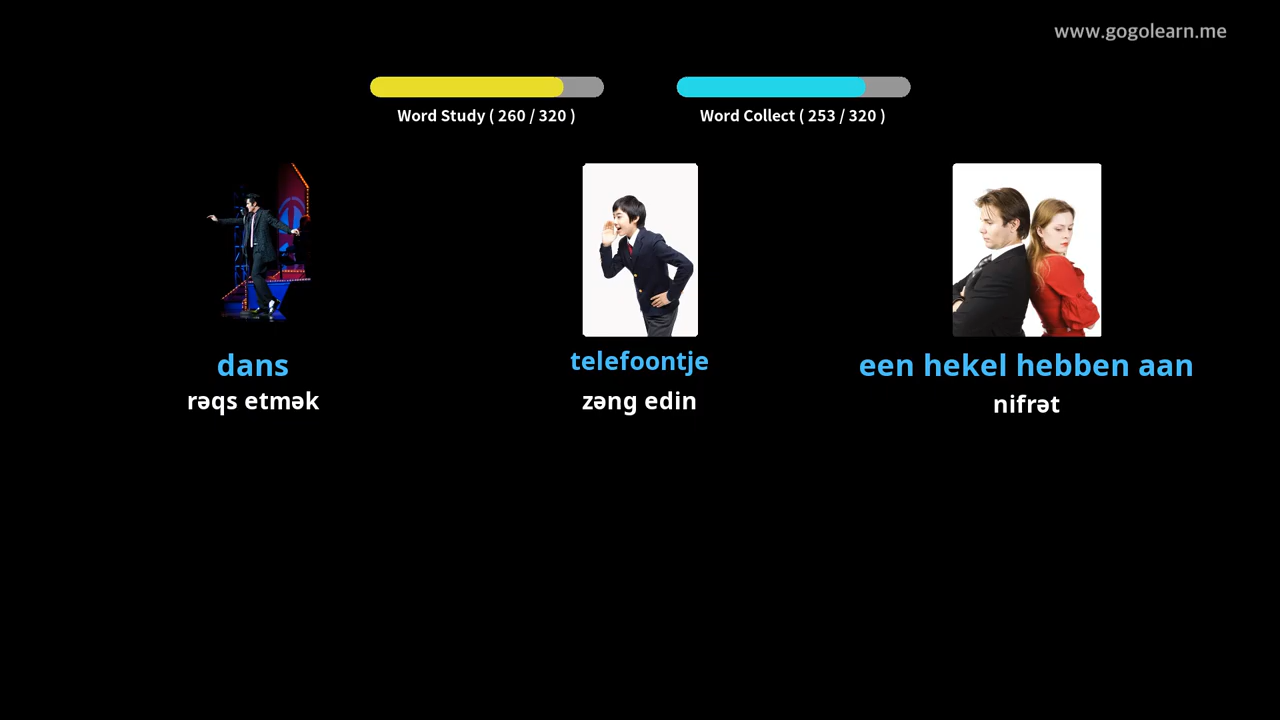 www.gogolearn.me
Word Study ( 260 / 320 )
Word Collect ( 253 / 320 )
dans
rəqs etmək
telefoontje
zəng edin
een hekel hebben aan
nifrət